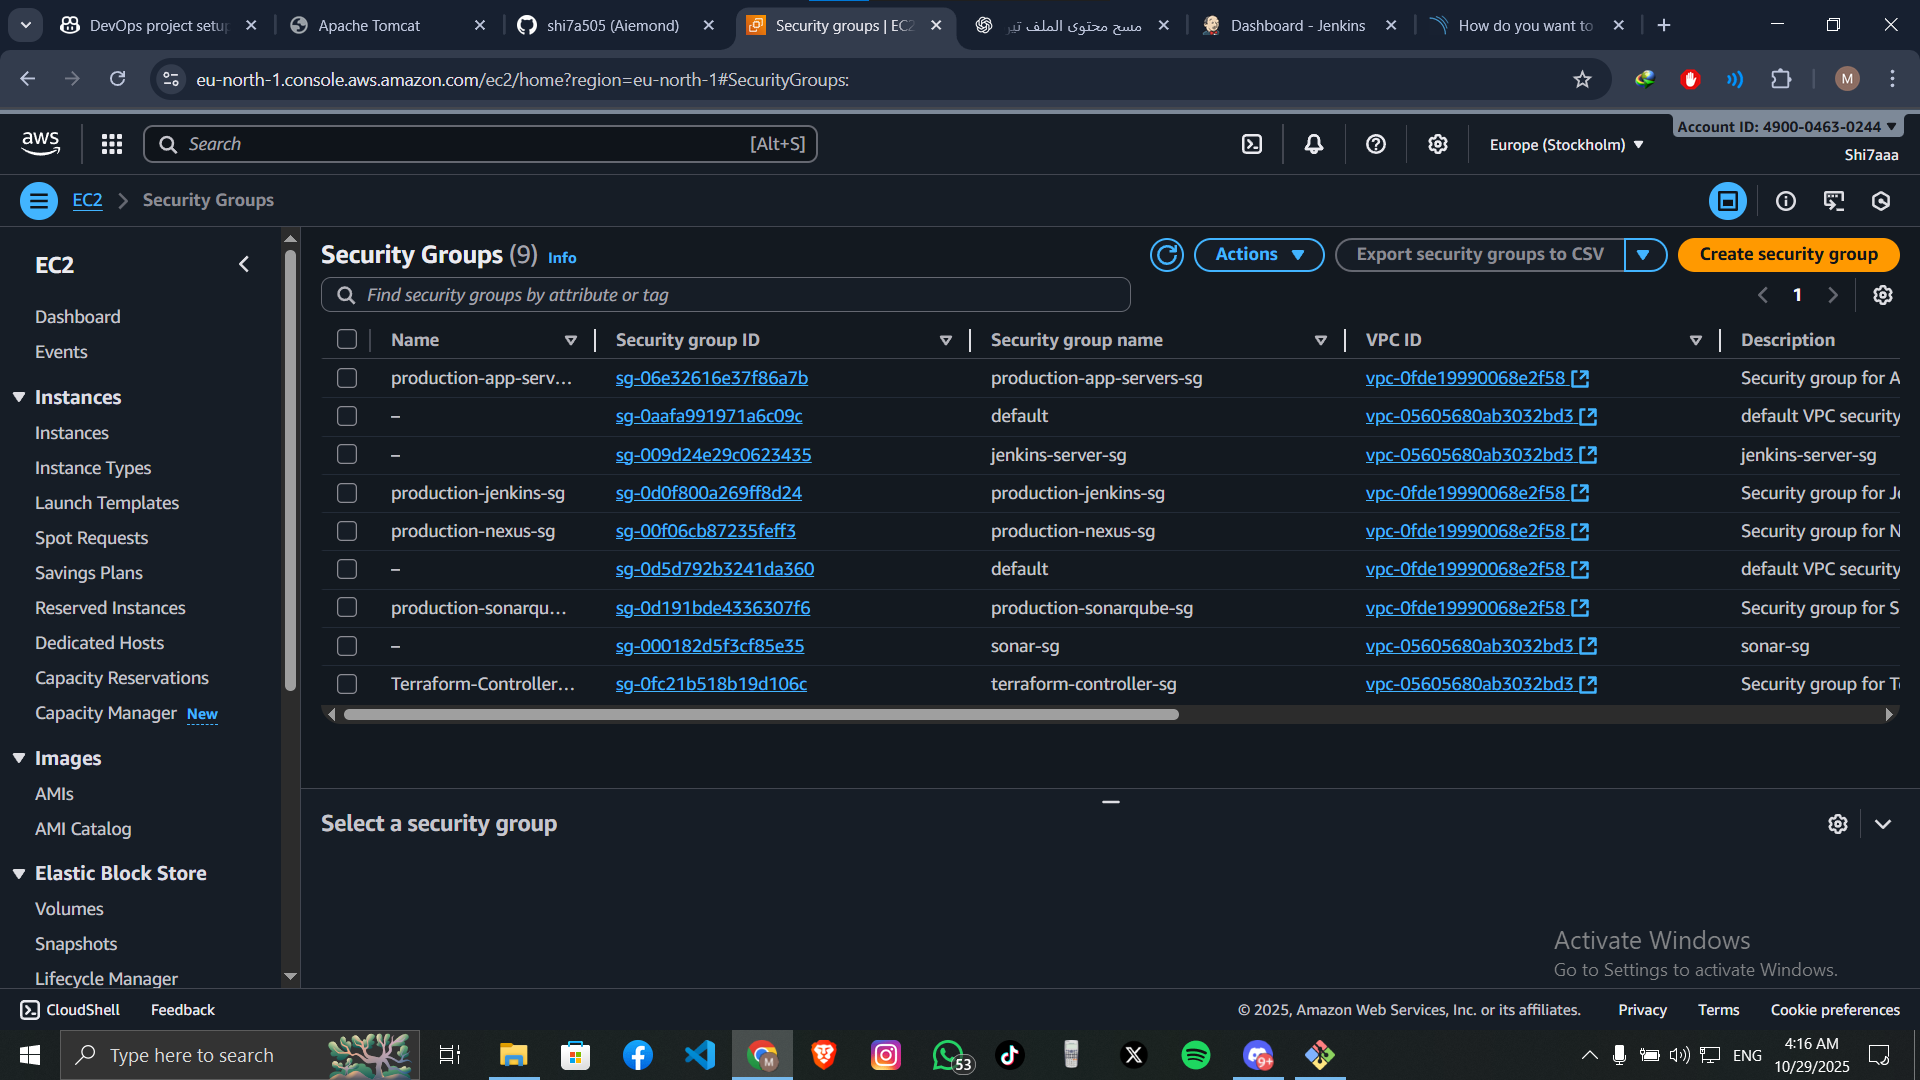 DevOps project setup
Apache Tomcat
shi7a505 (Aiemond)
Security groups | EC2
مسح محتوى الملف تير
Dashboard - Jenkins
How do you want to
eu-north-1.console.aws.amazon.com/ec2/home?region=eu-north-1#SecurityGroups:
M
aws
Search
[Alt+S]
Europe (Stockholm)
Account ID: 4900-0463-0244
Shi7aaa
EC2
Security Groups
EC2
Dashboard
Events
Instances
Instances
Instance Types
Launch Templates
Spot Requests
Savings Plans
Reserved Instances
Dedicated Hosts
Capacity Reservations
Capacity Manager New
Images
AMIs
AMI Catalog
Elastic Block Store
Volumes
Snapshots
Lifecycle Manager
Security Groups (9) Info
Actions
Export security groups to CSV
Create security group
Find security groups by attribute or tag
1
Name Security group ID Security group name VPC ID Description
production-app-serv... sg-06e32616e37f86a7b production-app-servers-sg vpc-0fde19990068e2f58 Security group for A
– sg-0aafa991971a6c09c default vpc-05605680ab3032bd3 default VPC security
– sg-009d24e29c0623435 jenkins-server-sg vpc-05605680ab3032bd3 jenkins-server-sg
production-jenkins-sg sg-0d0f800a269ff8d24 production-jenkins-sg vpc-0fde19990068e2f58 Security group for Je
production-nexus-sg sg-00f06cb87235feff3 production-nexus-sg vpc-0fde19990068e2f58 Security group for N
– sg-0d5d792b3241da360 default vpc-0fde19990068e2f58 default VPC security
production-sonarqu... sg-0d191bde4336307f6 production-sonarqube-sg vpc-0fde19990068e2f58 Security group for S
– sg-000182d5f3cf85e35 sonar-sg vpc-05605680ab3032bd3 sonar-sg
Terraform-Controller... sg-0fc21b518b19d106c terraform-controller-sg vpc-05605680ab3032bd3 Security group for Te
Select a security group
Activate Windows
Go to Settings to activate Windows.
CloudShell
Feedback
© 2025, Amazon Web Services, Inc. or its affiliates.
Privacy
Terms
Cookie preferences
Type here to search
M
53
9+
ENG
4:16 AM
10/29/2025